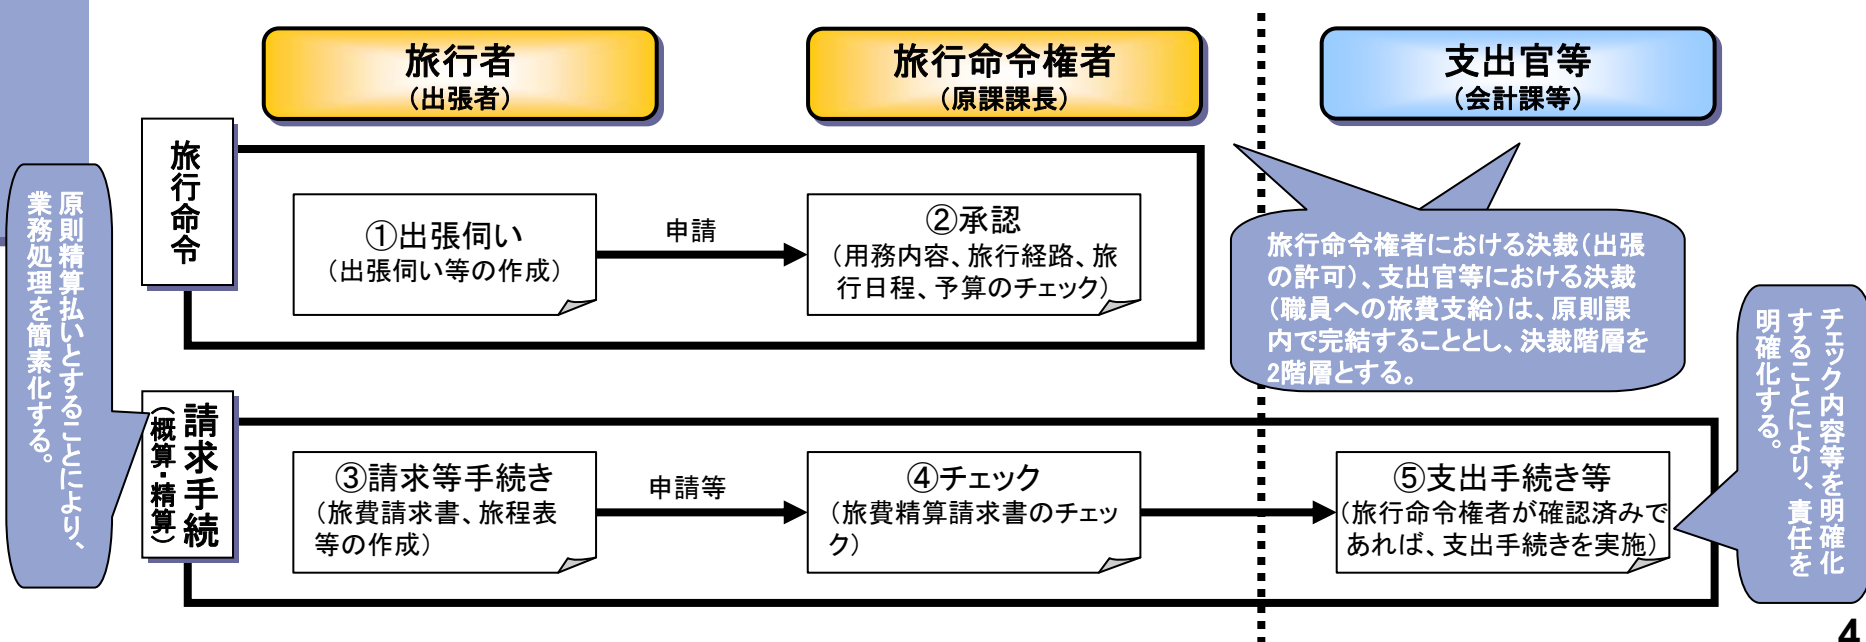 旅行者
（出張者）
旅行命令権者
（原課課長）
支出官等
（会計課等）
旅行命令
①出張伺い
（出張伺い等の作成）
申請
②承認
（用務内容、旅行経路、旅
行日程、予算のチェック）
旅行命令権者における決裁（出張
の許可）、支出官等における決裁
（職員への旅費支給）は、原則課
内で完結することとし、決裁階層を
2階層とする。
原則精算払いとすることにより、
業務処理を簡素化する。
請求手続
（概算・精算）
③請求等手続き
（旅費請求書、旅程表
等の作成）
申請等
④チェック
（旅費精算請求書のチェッ
ク）
⑤支出手続き等
（旅行命令権者が確認済みで
あれば、支出手続きを実施）
チェック内容等を明確化
することにより、責任を
明確化する。
4